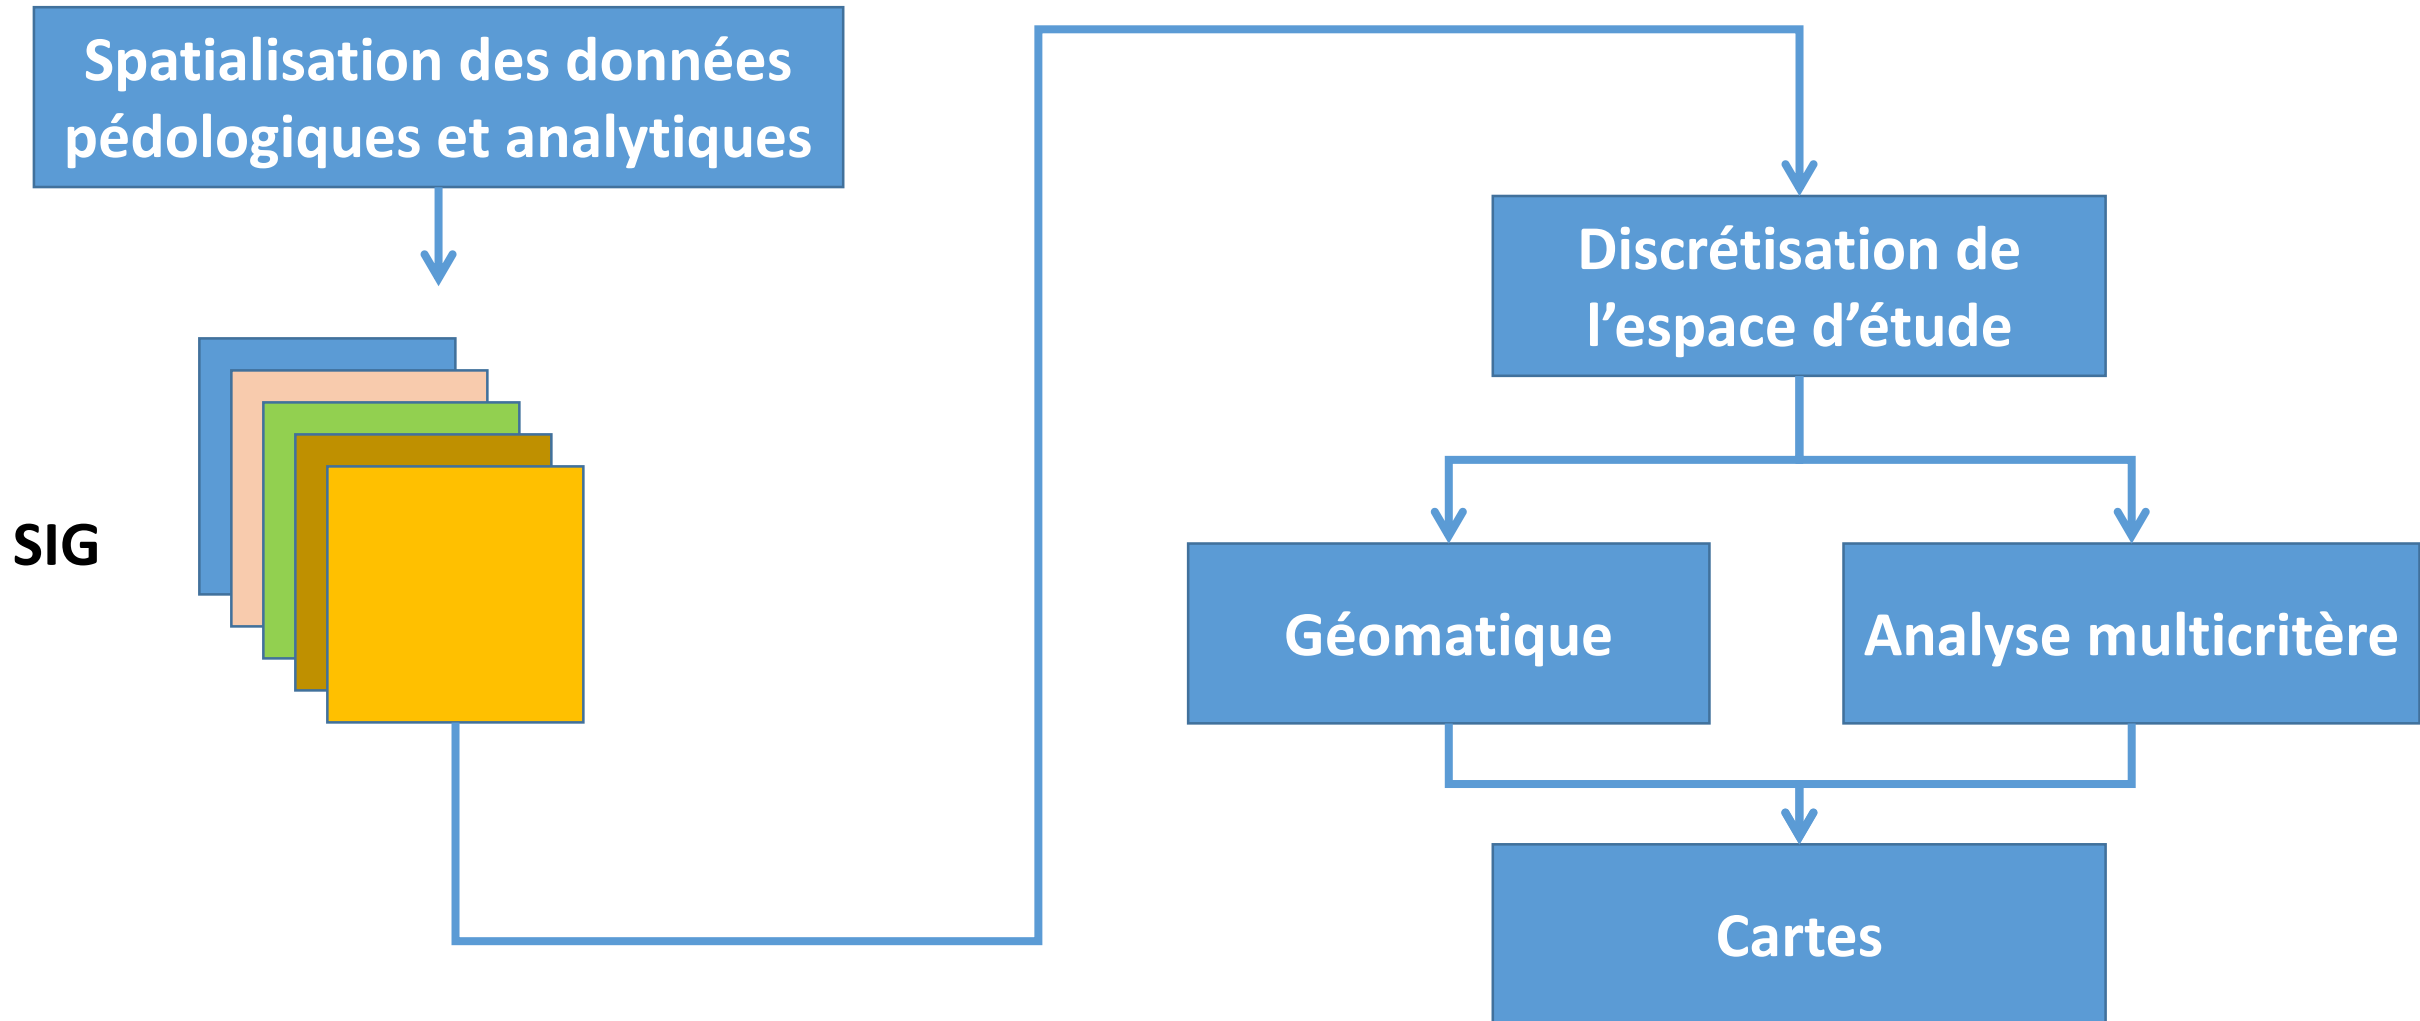 Spatialisation des données
pédologiques et analytiques
SIG
Discrétisation de
l’espace d’étude
Géomatique
Analyse multicritère
Cartes